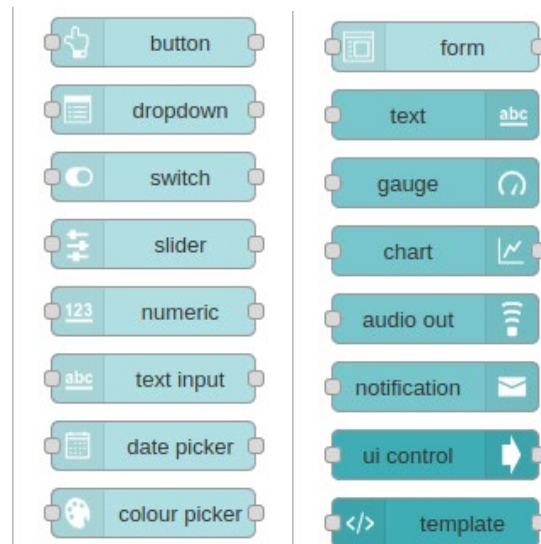 button
dropdown
switch
slider
123 numeric
abc text input
date picker
colour picker
form
text abc
gauge
chart
audio out
notification
ui control
</> template